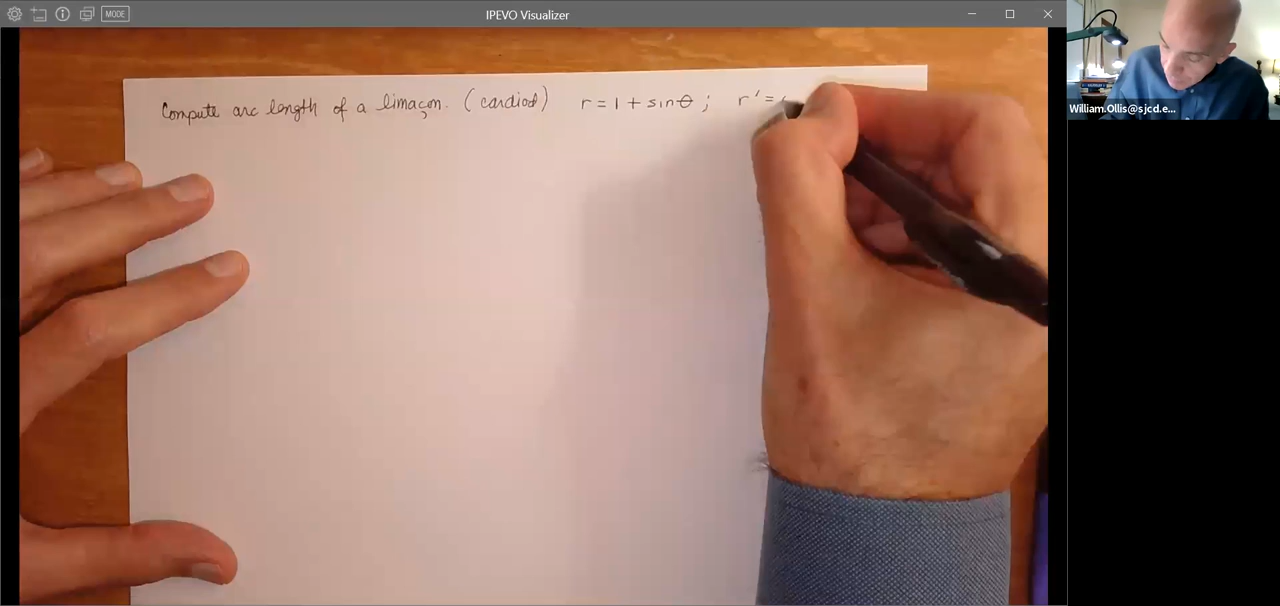 MODE
IPEVO Visualizer
William.Ollis@sjcd.e...
Compute arc length of a limaçon. (cardiod) r = 1 + sinθ ; r' =